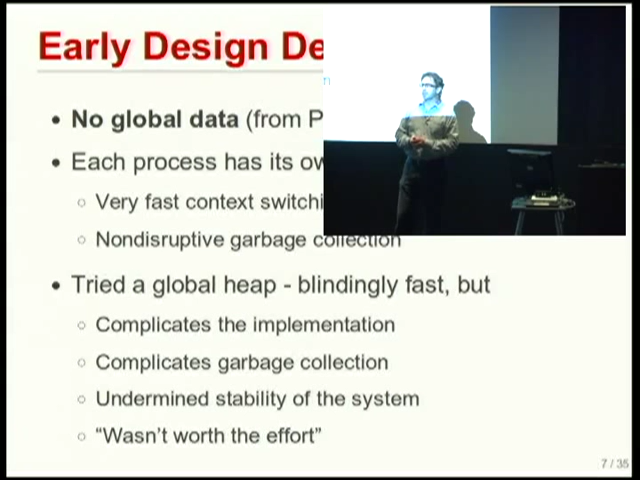 Early Design De
• No global data (from P
• Each process has its ow
○ Very fast context switchi
○ Nondisruptive garbage collection
• Tried a global heap - blindingly fast, but
○ Complicates the implementation
○ Complicates garbage collection
○ Undermined stability of the system
○ “Wasn’t worth the effort”
7 / 35